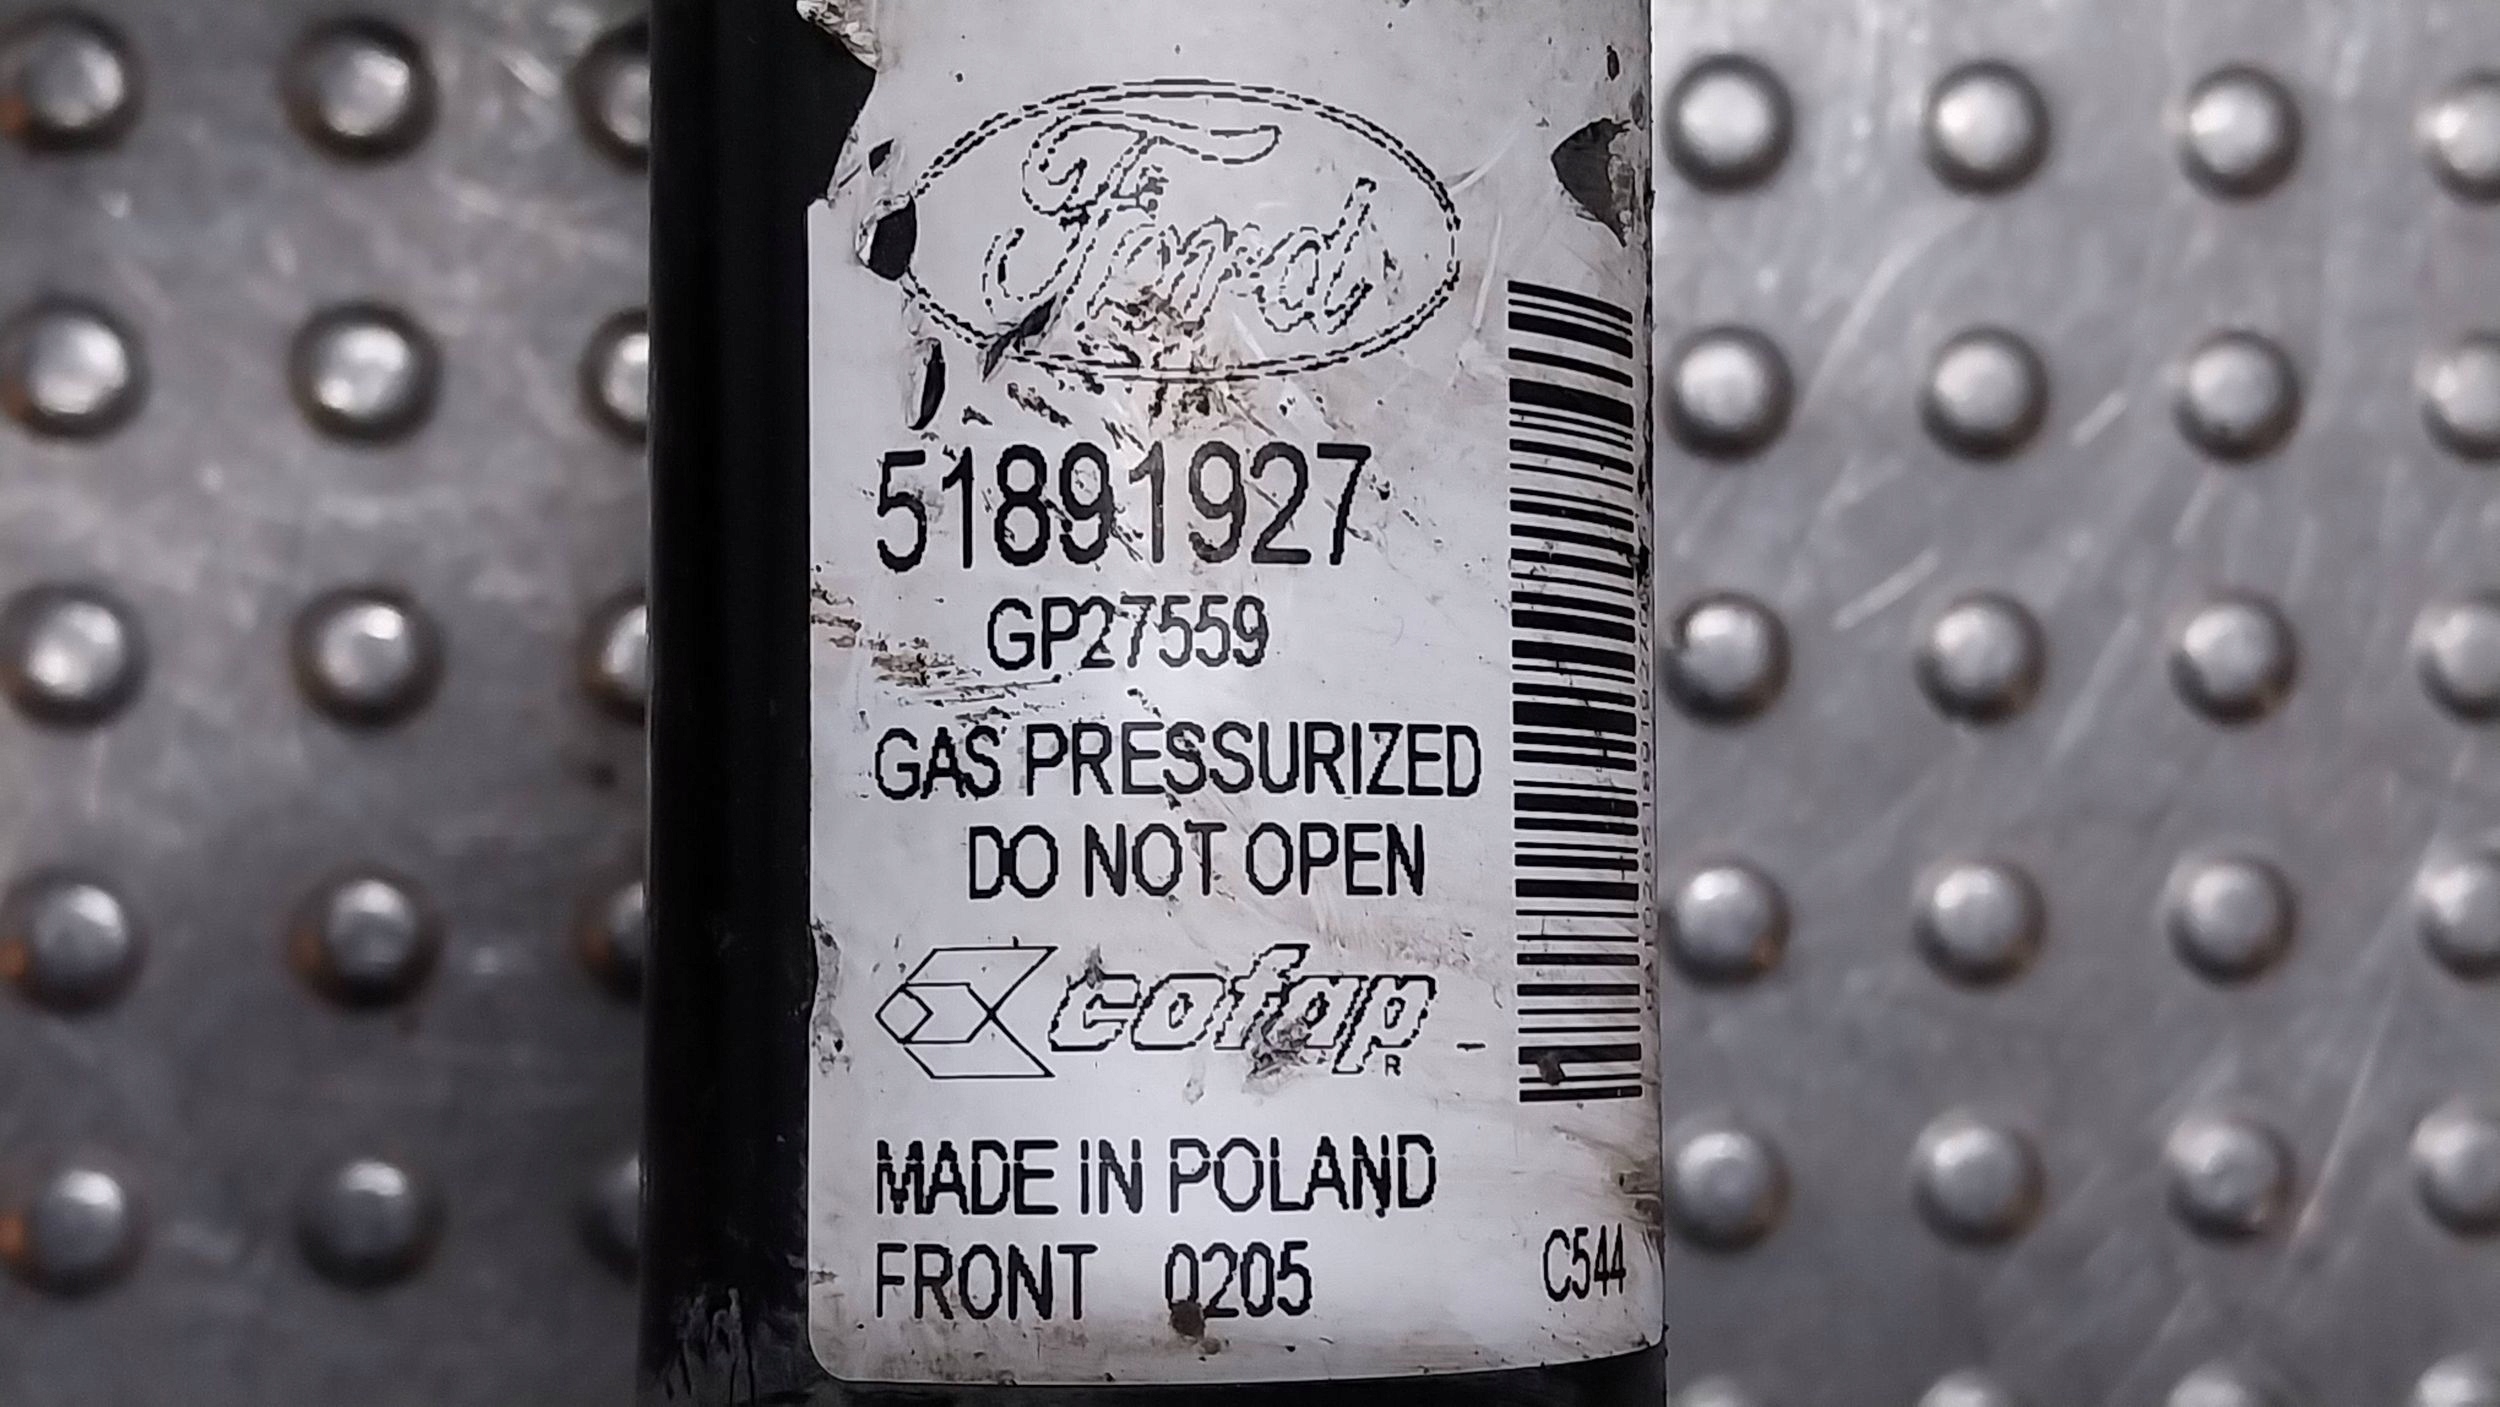 Ford
51891927
GP27559
GAS PRESSURIZED
DO NOT OPEN
cofap
R
MADE IN POLAND
FRONT 0205
C544